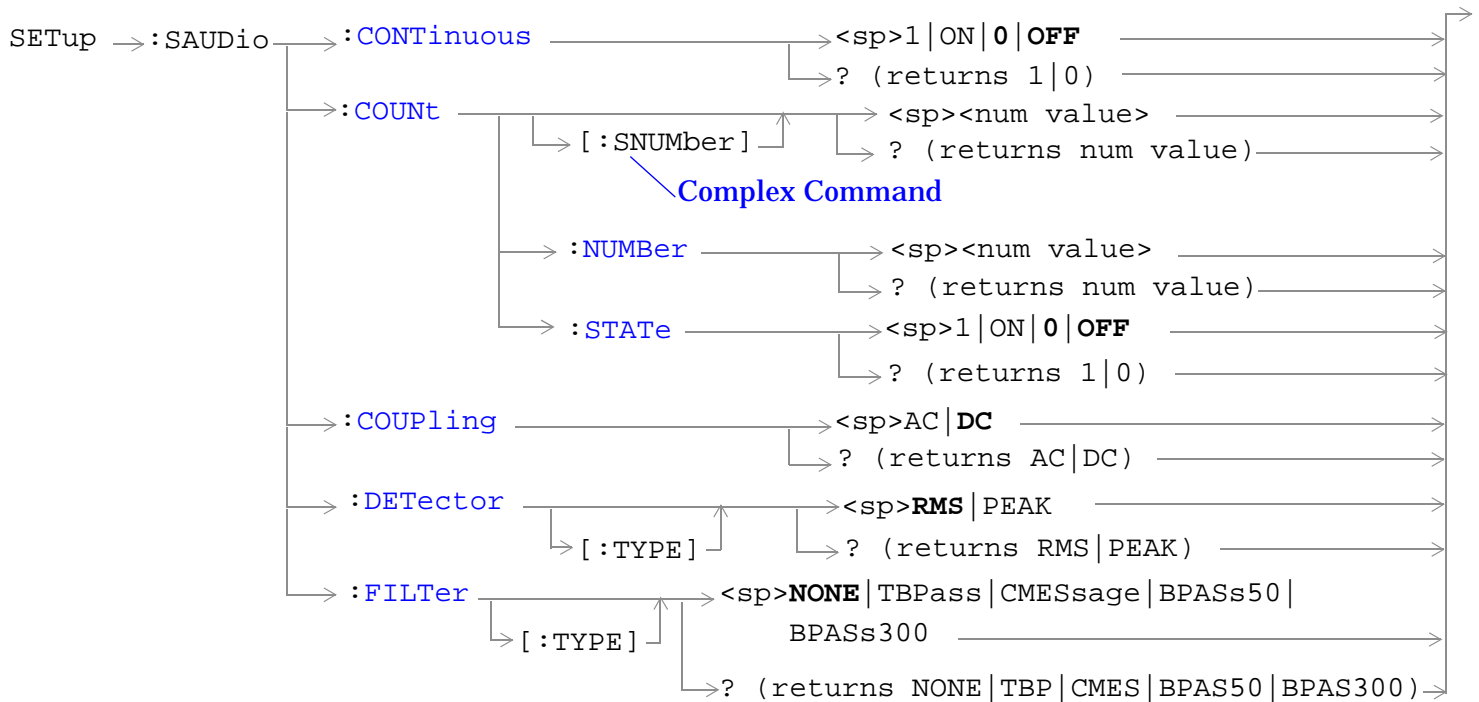 SETup :SAUDio :CONTinuous <sp>1|ON|0|OFF
? (returns 1|0)
:COUNt <sp><num value>
[:SNUMber] ? (returns num value)
Complex Command
:NUMBer <sp><num value>
? (returns num value)
:STATe <sp>1|ON|0|OFF
? (returns 1|0)
:COUPling <sp>AC|DC
? (returns AC|DC)
:DETector <sp>RMS|PEAK
[:TYPE] ? (returns RMS|PEAK)
:FILTer <sp>NONE|TBPass|CMESsage|BPASs50|
[:TYPE] BPASs300
? (returns NONE|TBP|CMES|BPAS50|BPAS300)